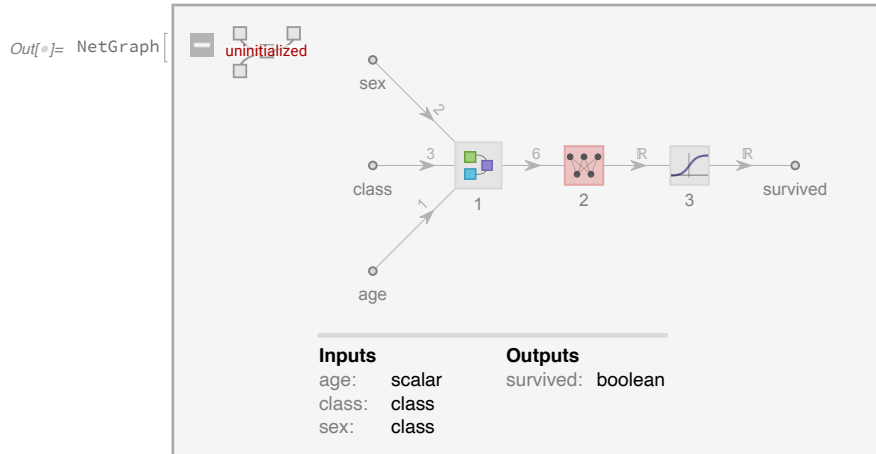 Out[•]= NetGraph[
uninitialized
sex
2
3
6
ℝ
ℝ
class
1
2
3
survived
1
age
Inputs
Outputs
age: scalar
survived: boolean
class: class
sex: class